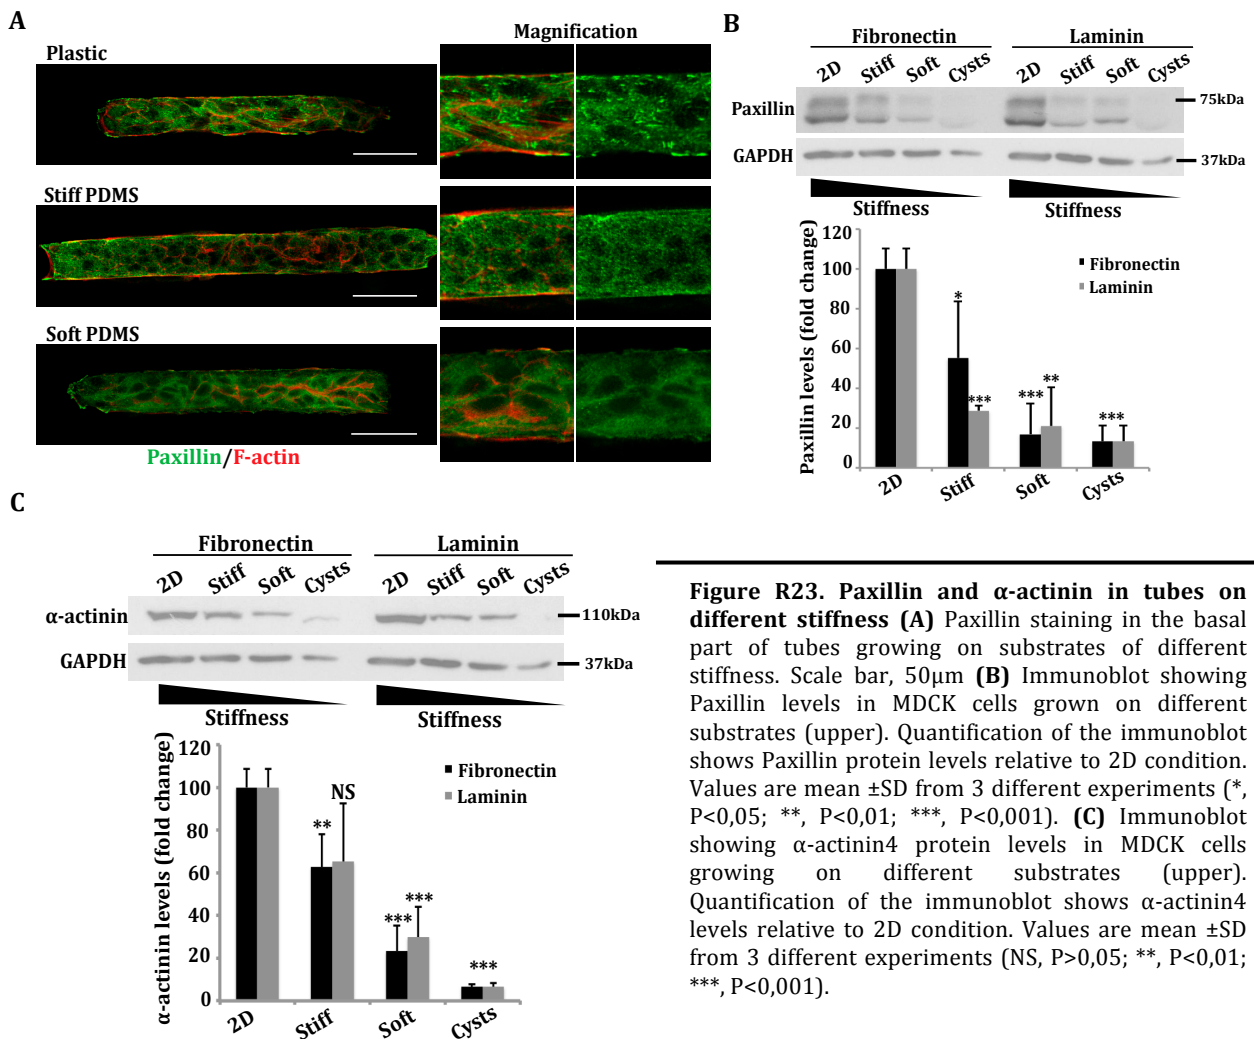 A
Plastic
Magnification
Stiff PDMS
Soft PDMS
Paxillin/F-actin
B
Fibronectin Laminin
2D Stiff Soft Cysts 2D Stiff Soft Cysts
Paxillin 75kDa
GAPDH 37kDa
Stiffness Stiffness
Paxillin levels (fold change)
120
100
80
60
40
20
0
Fibronectin
Laminin
*
***
***
**
***
2D Stiff Soft Cysts
C
Fibronectin Laminin
2D Stiff Soft Cysts 2D Stiff Soft Cysts
α-actinin 110kDa
GAPDH 37kDa
Stiffness Stiffness
α-actinin levels (fold change)
120
100
80
60
40
20
0
Fibronectin
Laminin
**
NS
***
***
***
2D Stiff Soft Cysts
Figure R23. Paxillin and α-actinin in tubes on
different stiffness (A) Paxillin staining in the basal
part of tubes growing on substrates of different
stiffness. Scale bar, 50μm (B) Immunoblot showing
Paxillin levels in MDCK cells grown on different
substrates (upper). Quantification of the immunoblot
shows Paxillin protein levels relative to 2D condition.
Values are mean ±SD from 3 different experiments (*,
P<0,05; **, P<0,01; ***, P<0,001). (C) Immunoblot
showing α-actinin4 protein levels in MDCK cells
growing on different substrates (upper).
Quantification of the immunoblot shows α-actinin4
levels relative to 2D condition. Values are mean ±SD
from 3 different experiments (NS, P>0,05; **, P<0,01;
***, P<0,001).